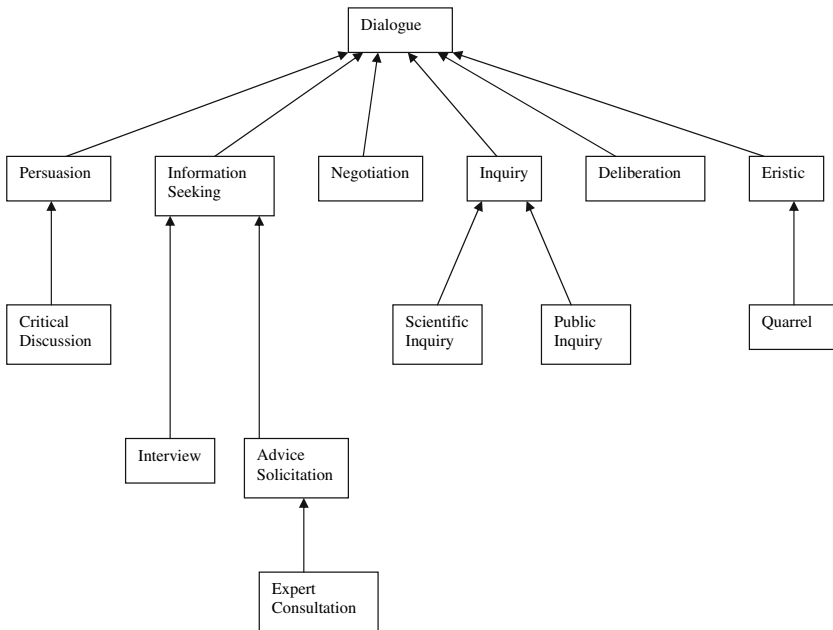 Dialogue
Persuasion
Information
Seeking
Negotiation
Inquiry
Deliberation
Eristic
Critical
Discussion
Scientific
Inquiry
Public
Inquiry
Quarrel
Interview
Advice
Solicitation
Expert
Consultation